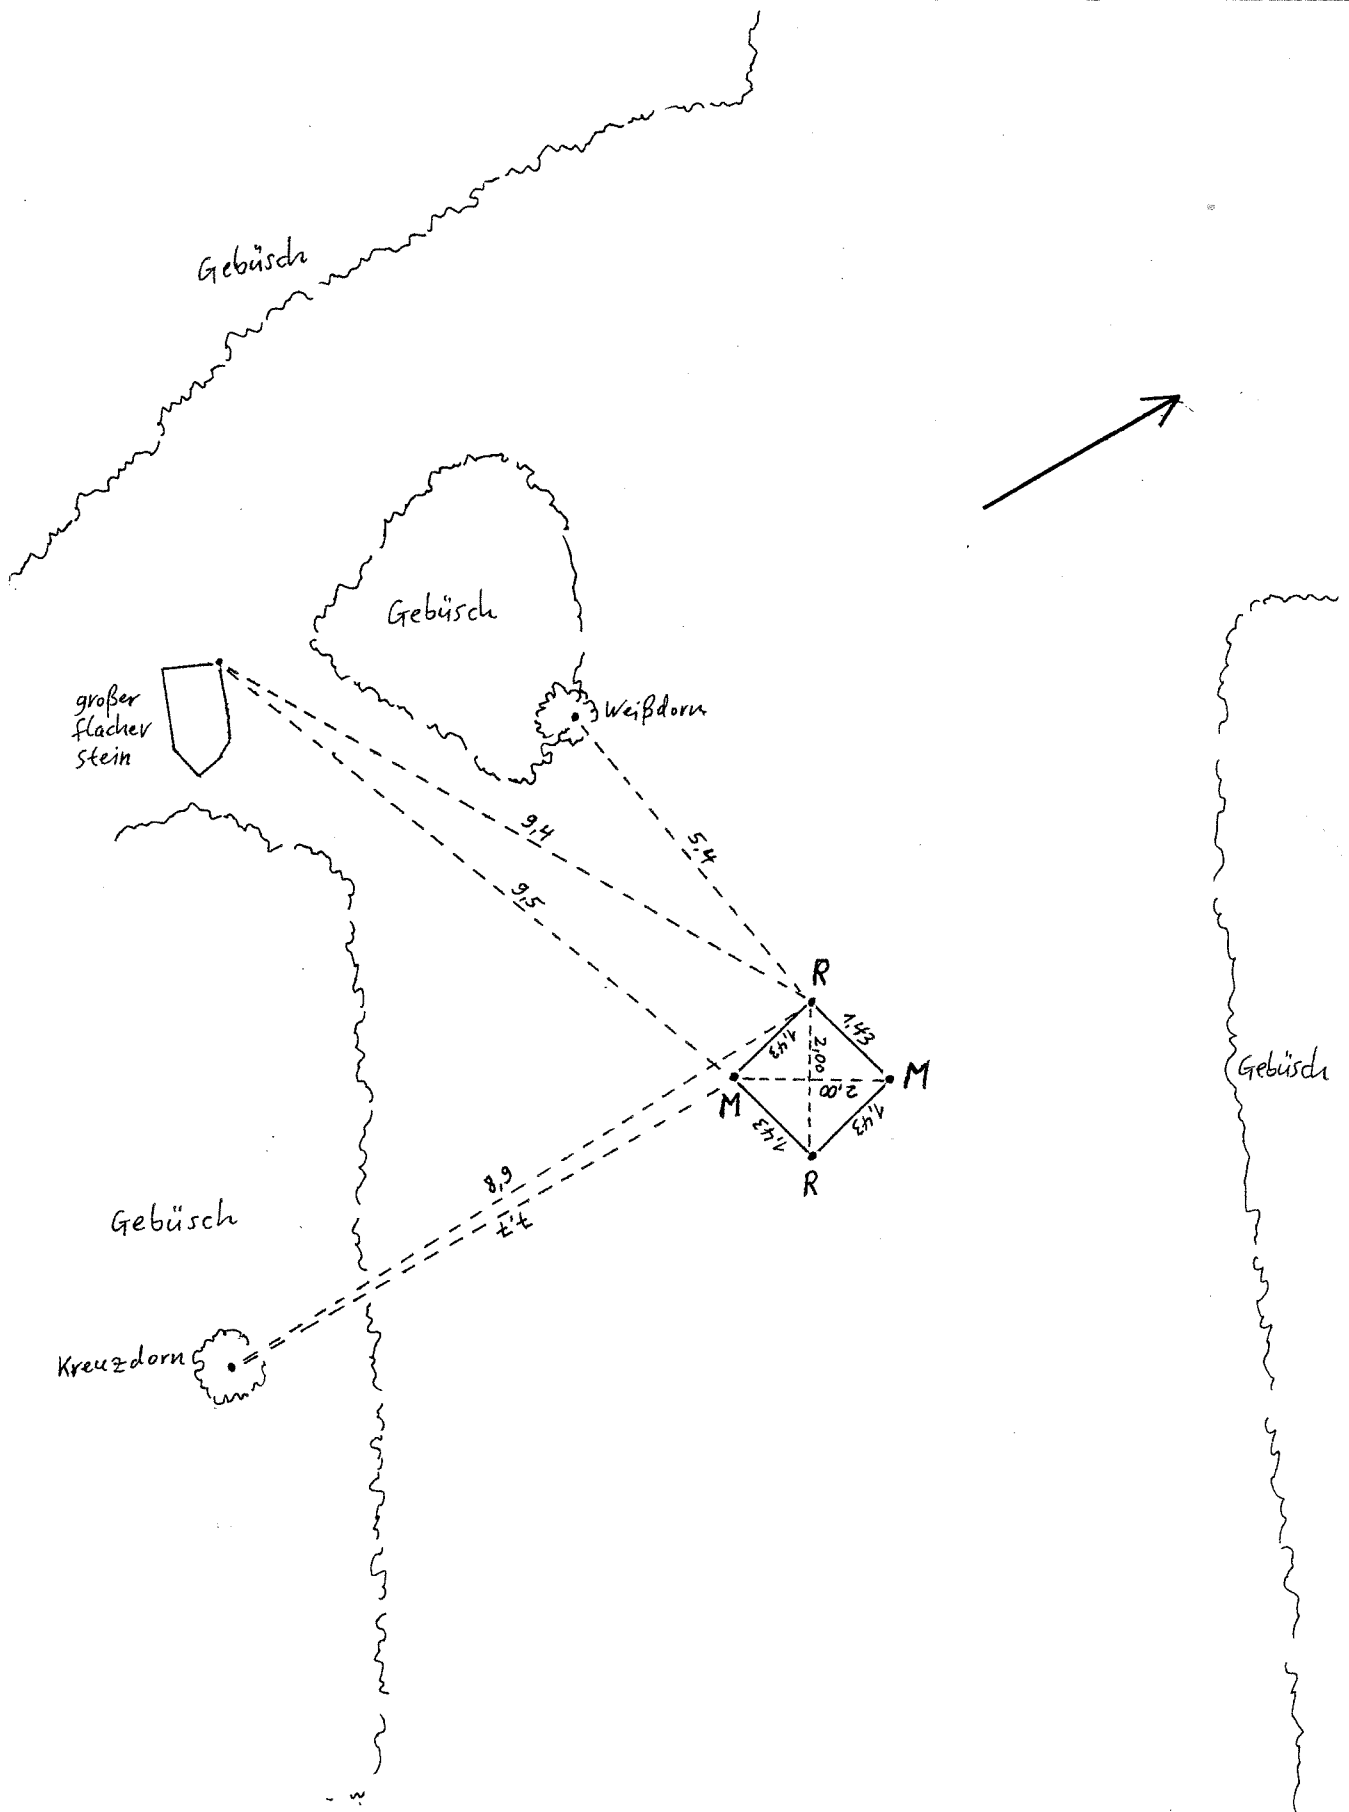 Gebüsch
Gebüsch
großer
flacher
Stein
Weißdorn
9,4
5,4
9,5
R
1,43
1,43
2,00
Gebüsch
M
2,00
M
1,43
1,43
R
8,9
7,7
Gebüsch
Kreuzdorn